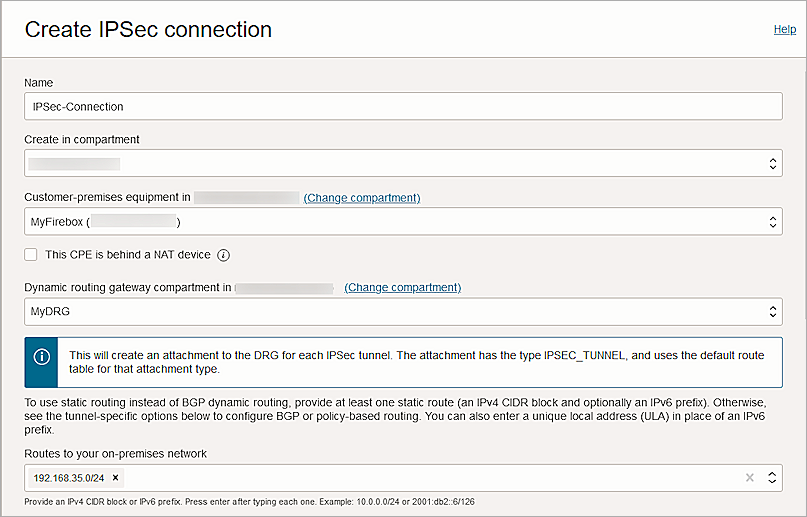 Create IPSec connection
Help
Name
IPSec-Connection
Create in compartment
Customer-premises equipment in (Change compartment)
MyFirebox ( )
This CPE is behind a NAT device
Dynamic routing gateway compartment in (Change compartment)
MyDRG
This will create an attachment to the DRG for each IPSec tunnel. The attachment has the type IPSEC_TUNNEL, and uses the default route
table for that attachment type.
To use static routing instead of BGP dynamic routing, provide at least one static route (an IPv4 CIDR block and optionally an IPv6 prefix). Otherwise,
see the tunnel-specific options below to configure BGP or policy-based routing. You can also enter a unique local address (ULA) in place of an IPv6
prefix.
Routes to your on-premises network
192.168.35.0/24 ×
Provide an IPv4 CIDR block or IPv6 prefix. Press enter after typing each one. Example: 10.0.0.0/24 or 2001:db2::6/126